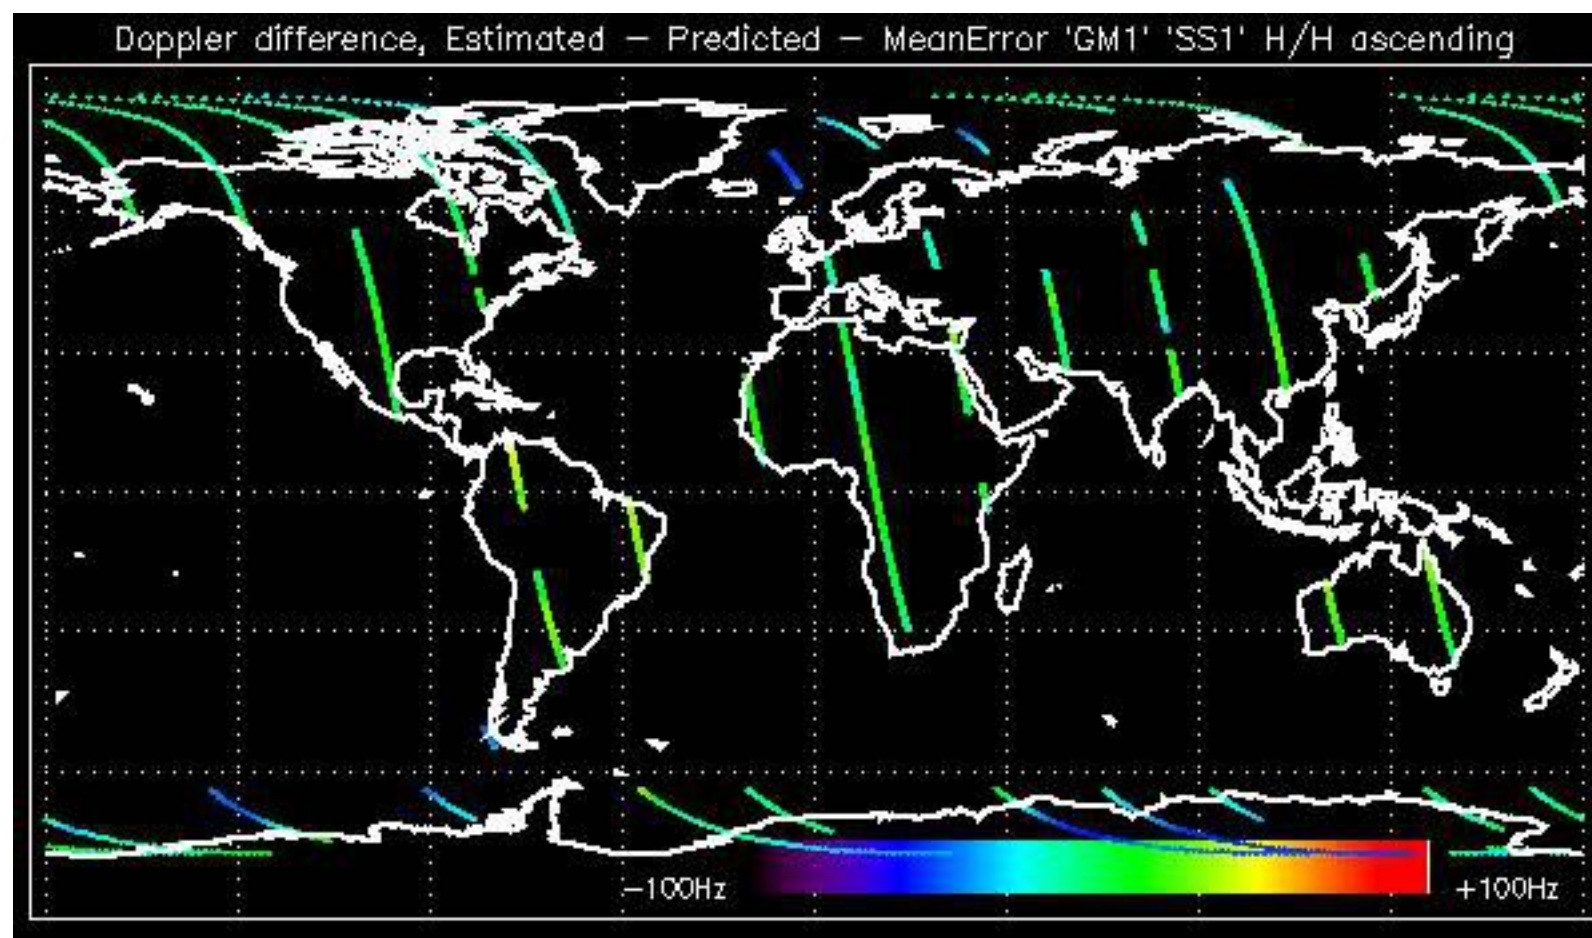 Doppler difference, Estimated – Predicted – MeanError 'GM1' 'SS1' H/H ascending
–100Hz
+100Hz